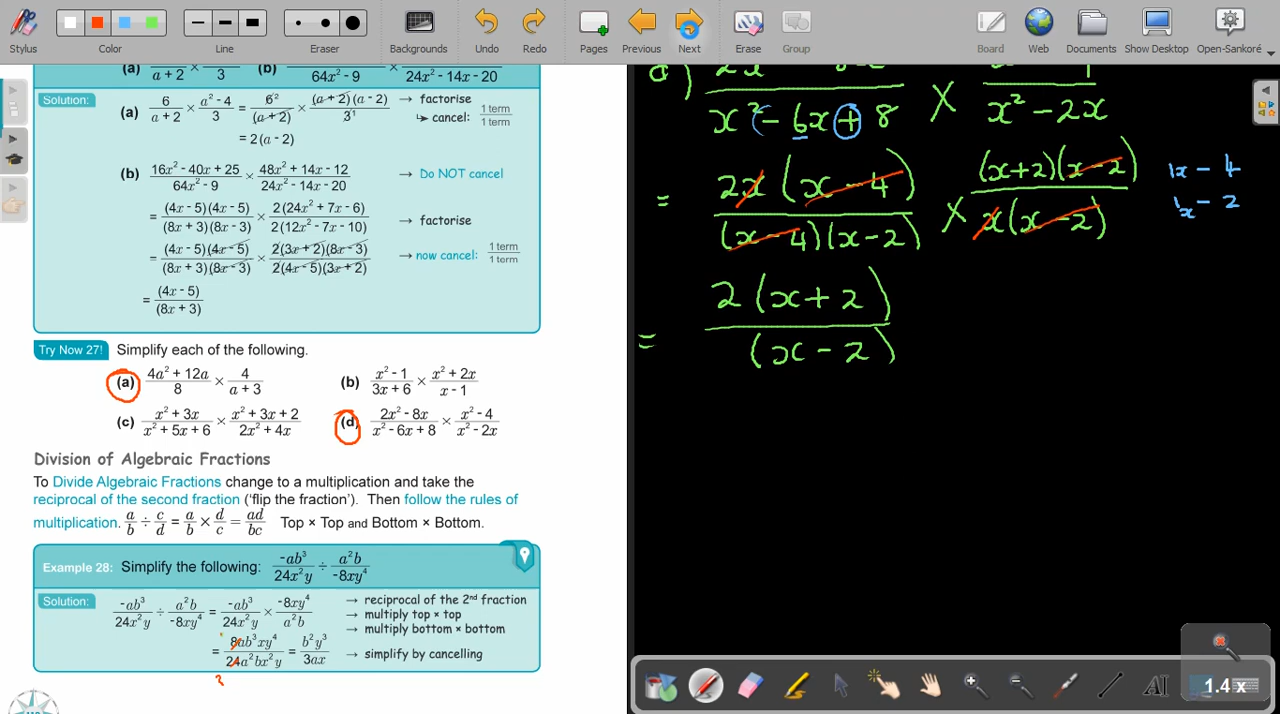 Stylus Color Line Eraser Backgrounds Undo Redo Pages Previous Next Erase Group Board Web Documents Show Desktop Open-Sankoré
(a) a + 2 × 3 (b) 64x² - 9 × 24x² - 14x - 20
Solution:
(a) 6/(a + 2) × (a² - 4)/3 = 6²/(a + 2) × (a + 2)(a - 2)/3¹ → factorise
↳ cancel: 1 term/1 term
= 2(a - 2)
(b) (16x² - 40x + 25)/(64x² - 9) × (48x² + 14x - 12)/(24x² - 14x - 20) → Do NOT cancel
= (4x - 5)(4x - 5)/(8x + 3)(8x - 3) × 2(24x² + 7x - 6)/2(12x² - 7x - 10) → factorise
= (4x - 5)(4x - 5)/(8x + 3)(8x - 3) × 2(3x + 2)(8x - 3)/2(4x - 5)(3x + 2) → now cancel: 1 term/1 term
= (4x - 5)/(8x + 3)
Try Now 27! Simplify each of the following.
(a) (4a² + 12a)/8 × 4/(a + 3) (b) (x² - 1)/(3x + 6) × (x² + 2x)/(x - 1)
(c) (x² + 3x)/(x² + 5x + 6) × (x² + 3x + 2)/(2x² + 4x) (d) (2x² - 8x)/(x² - 6x + 8) × (x² - 4)/(x² - 2x)
Division of Algebraic Fractions
To Divide Algebraic Fractions change to a multiplication and take the
reciprocal of the second fraction ('flip the fraction'). Then follow the rules of
multiplication. a/b ÷ c/d = a/b × d/c = ad/bc Top × Top and Bottom × Bottom.
Example 28: Simplify the following: -ab³/24x²y ÷ a²b/-8xy⁴
Solution:
-ab³/24x²y ÷ a²b/-8xy⁴ = -ab³/24x²y × -8xy⁴/a²b → reciprocal of the 2nd fraction
→ multiply top × top
→ multiply bottom × bottom
= 8ab³xy⁴/24a²bx²y = b²y³/3ax → simplify by cancelling
3
x² - 6x + 8 × x² - 2x
= 2x(x - 4)/(x - 4)(x - 2) × (x + 2)(x - 2)/x(x - 2)
1x - 4
1x - 2
= 2(x + 2)/(x - 2)
1.4 x